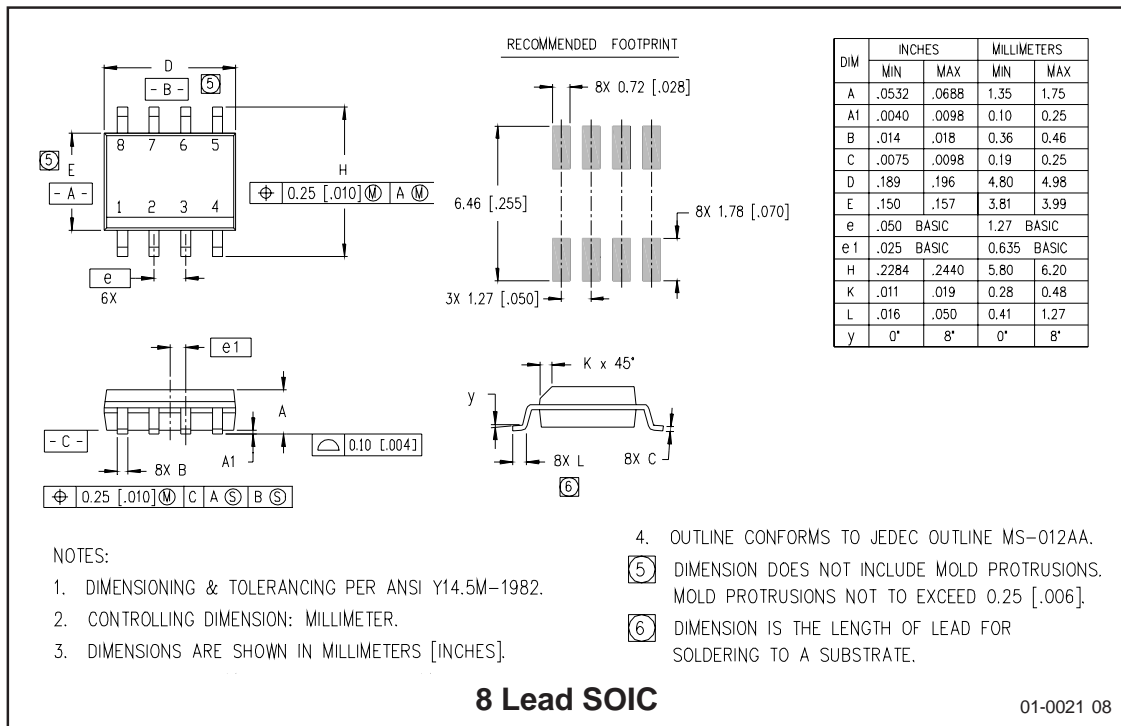 RECOMMENDED FOOTPRINT
D
- B - 5
8 7 6 5
5 E
- A -
H
⌖ 0.25 [.010] Ⓜ A Ⓜ
1 2 3 4
e
6X
8X 0.72 [.028]
6.46 [.255]
8X 1.78 [.070]
3X 1.27 [.050]
DIM INCHES MILLIMETERS
MIN MAX MIN MAX
A .0532 .0688 1.35 1.75
A1 .0040 .0098 0.10 0.25
B .014 .018 0.36 0.46
C .0075 .0098 0.19 0.25
D .189 .196 4.80 4.98
E .150 .157 3.81 3.99
e .050 BASIC 1.27 BASIC
e1 .025 BASIC 0.635 BASIC
H .2284 .2440 5.80 6.20
K .011 .019 0.28 0.48
L .016 .050 0.41 1.27
y 0° 8° 0° 8°
e1
A
- C -
8X B
A1
⌓ 0.10 [.004]
⌖ 0.25 [.010] Ⓜ C A Ⓢ B Ⓢ
K x 45°
y
8X L
6
8X C
NOTES:
1. DIMENSIONING & TOLERANCING PER ANSI Y14.5M-1982.
2. CONTROLLING DIMENSION: MILLIMETER.
3. DIMENSIONS ARE SHOWN IN MILLIMETERS [INCHES].
4. OUTLINE CONFORMS TO JEDEC OUTLINE MS-012AA.
5 DIMENSION DOES NOT INCLUDE MOLD PROTRUSIONS.
MOLD PROTRUSIONS NOT TO EXCEED 0.25 [.006].
6 DIMENSION IS THE LENGTH OF LEAD FOR
SOLDERING TO A SUBSTRATE.
8 Lead SOIC
01-0021 08